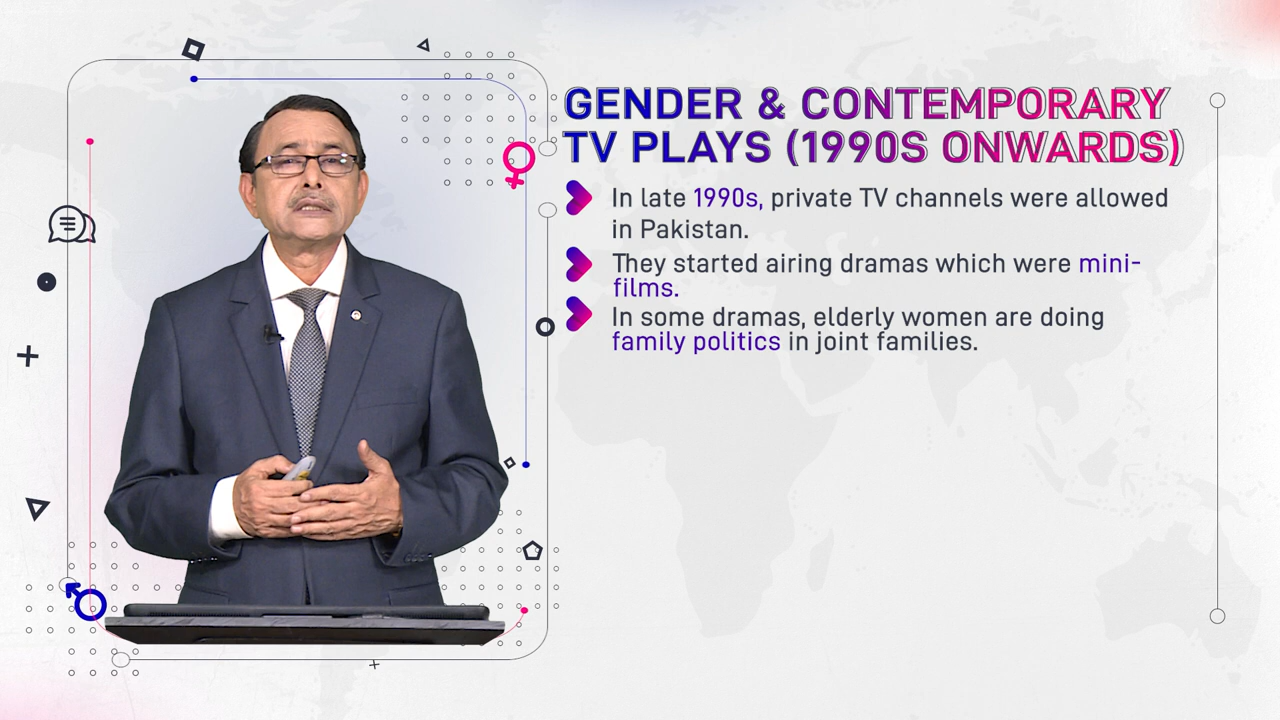 GENDER & CONTEMPORARY
TV PLAYS (1990S ONWARDS)
In late 1990s, private TV channels were allowed
in Pakistan.
They started airing dramas which were mini-
films.
In some dramas, elderly women are doing
family politics in joint families.